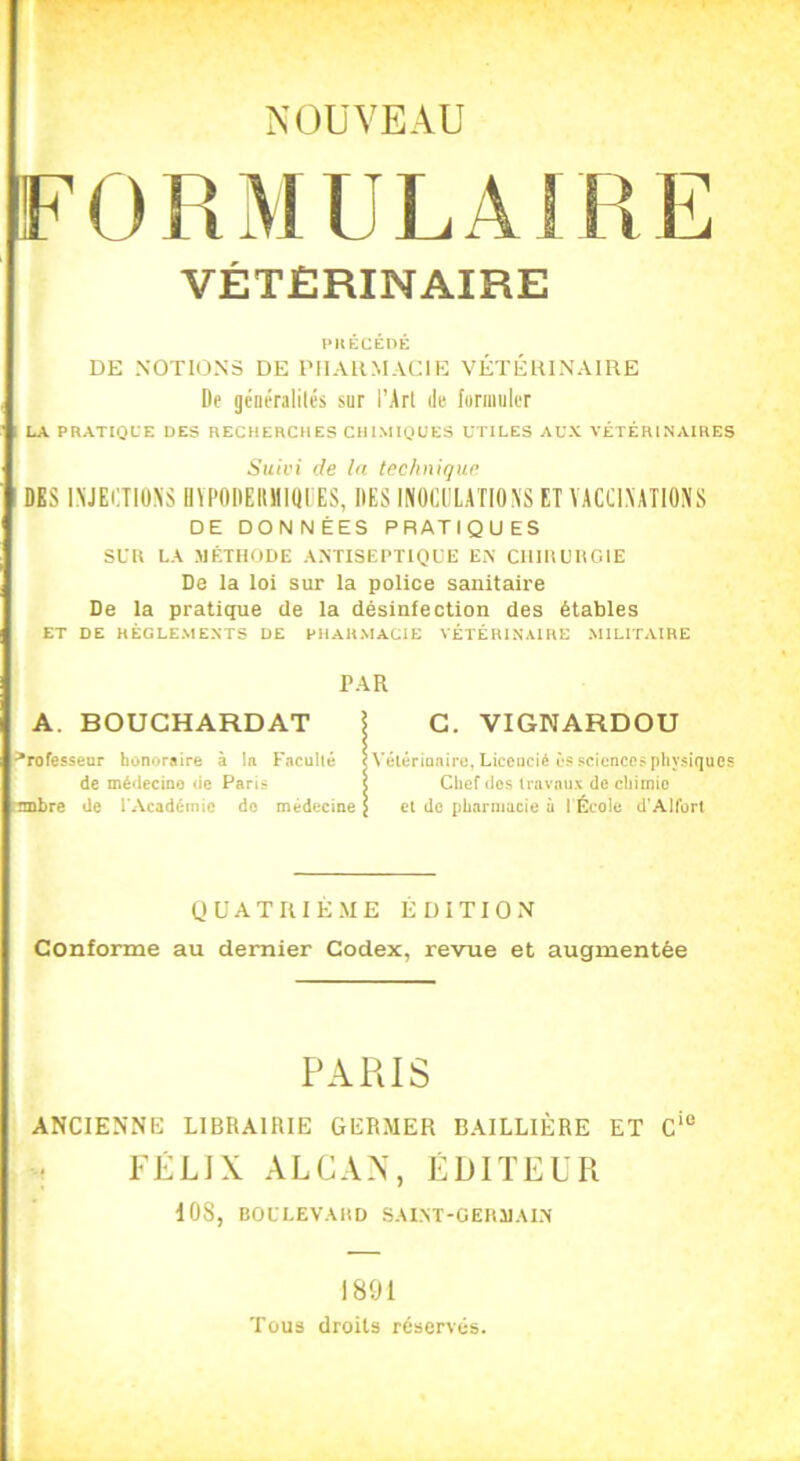 NOUVEAU
FORMULAIRE
VÉTÉRINAIRE
PRÉCÉDÉ
DE NOTIONS DE PHARMACIE VÉTÉRINAIRE
De généralités sur l'Art de formuler
LA PRATIQUE DES RECHERCHES CHIMIQUES UTILES AUX VÉTÉRINAIRES
Suivi de la technique
DES INJECTIONS HYPODERMIQUES, DES INOCULATIONS ET VACCINATIONS
DE DONNÉES PRATIQUES
SUR LA MÉTHODE ANTISEPTIQUE EN CHIRURGIE
De la loi sur la police sanitaire
De la pratique de la désinfection des étables
ET DE RÈGLEMENTS DE PHARMACIE VÉTÉRINAIRE MILITAIRE
PAR
A. BOUCHARDAT
Professeur honoraire à la Faculté
de médecine de Paris
mbre de l'Académie de médecine
C. VIGNARDOU
Vétérinaire, Licencié ès sciences physiques
Chef des travaux de chimie
et de pharmacie à l'École d'Alfort
QUATRIÈME ÉDITION
Conforme au dernier Codex, revue et augmentée
PARIS
ANCIENNE LIBRAIRIE GERMER BAILLIÈRE ET Cie
FÉLIX ALCAN, ÉDITEUR
108, BOULEVARD SAINT-GERMAIN
1891
Tous droits réservés.